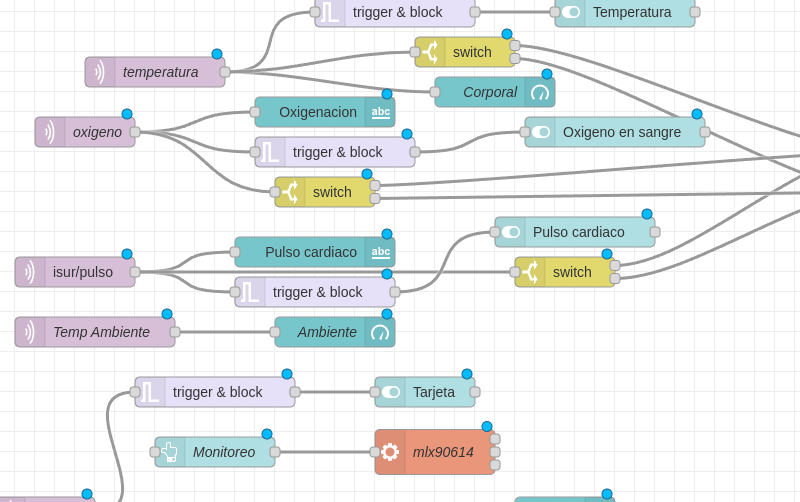 trigger & block
Temperatura
switch
temperatura
Corporal
Oxigenacion abc
oxigeno
trigger & block
Oxigeno en sangre
switch
Pulso cardiaco
Pulso cardiaco abc
isur/pulso
switch
trigger & block
Temp Ambiente
Ambiente
trigger & block
Tarjeta
Monitoreo
mlx90614